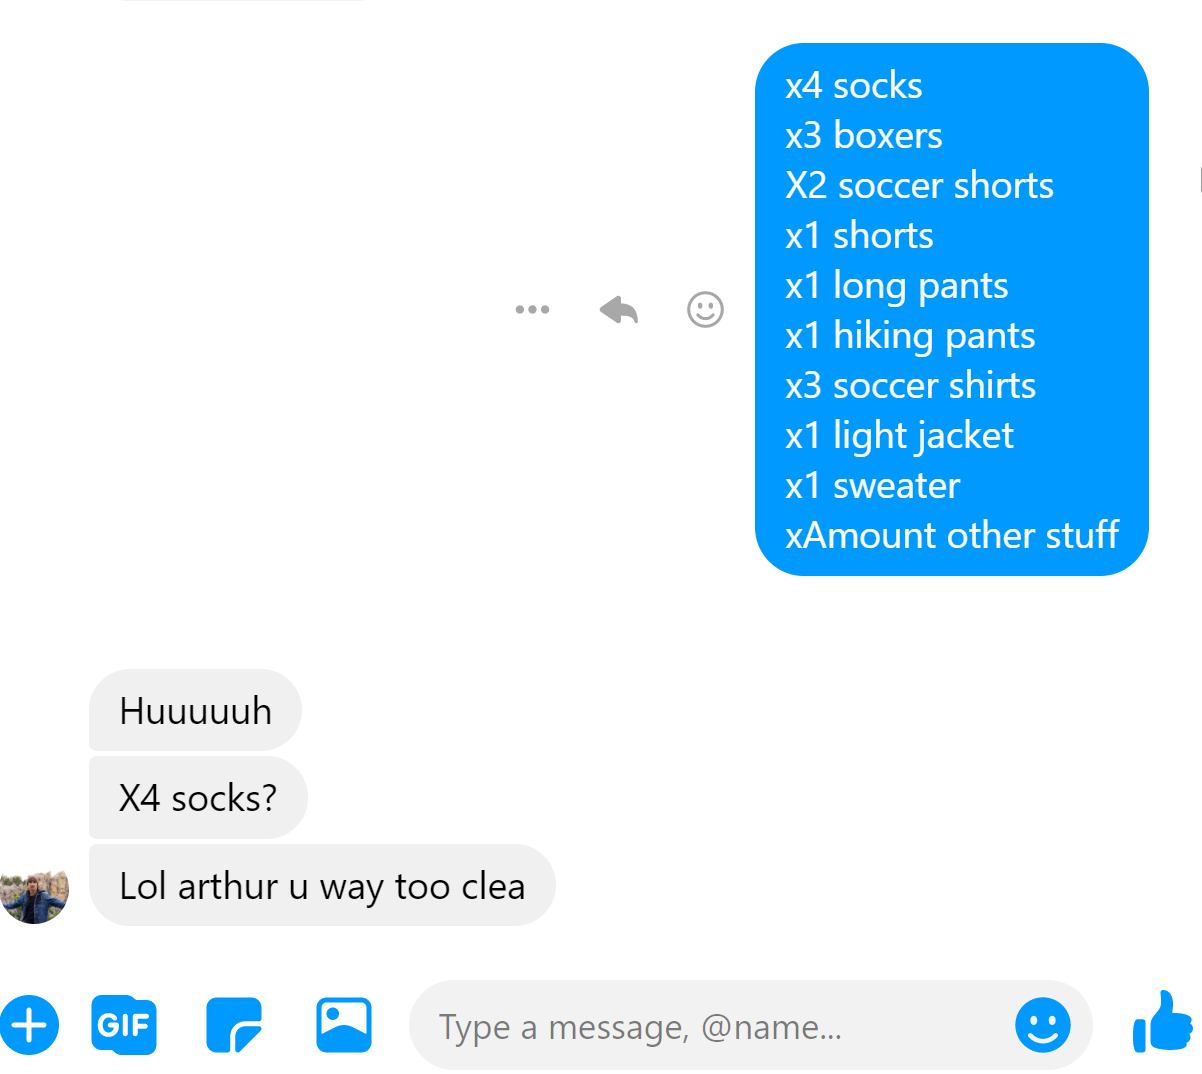 x4 socks
x3 boxers
X2 soccer shorts
x1 shorts
x1 long pants
x1 hiking pants
x3 soccer shirts
x1 light jacket
x1 sweater
xAmount other stuff
Huuuuuh
X4 socks?
Lol arthur u way too clea
GIF
Type a message, @name...